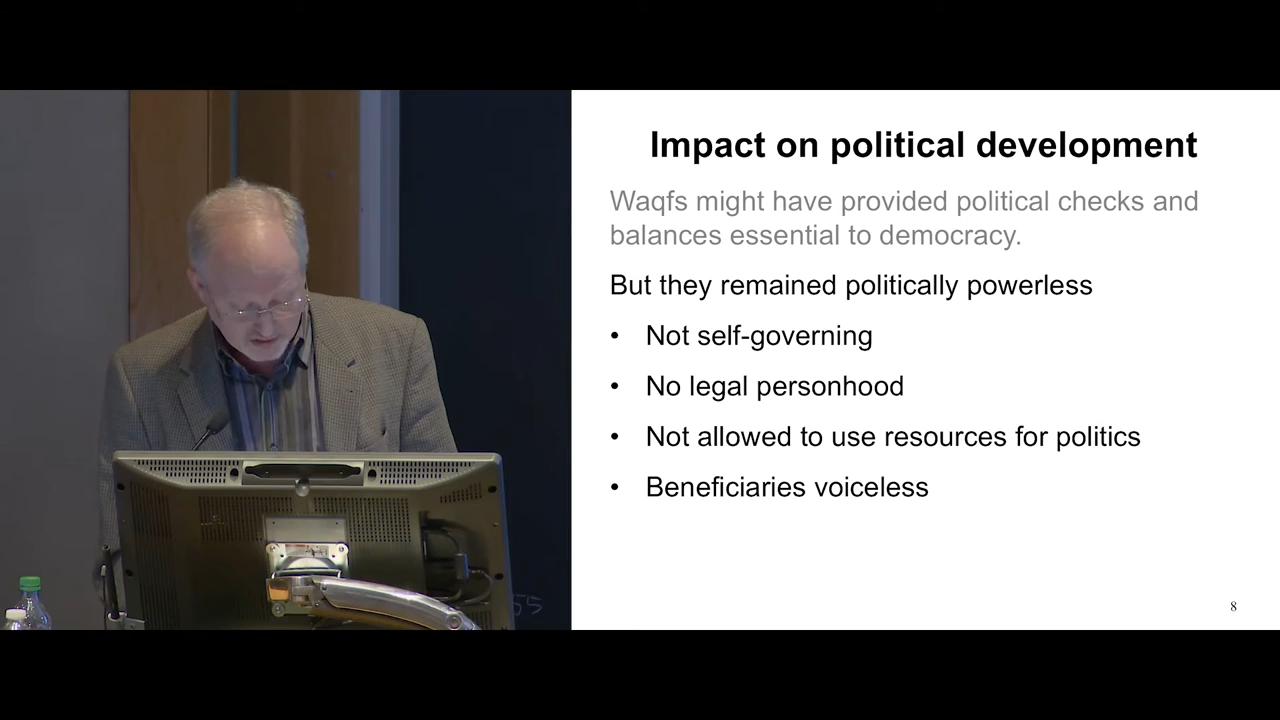 Impact on political development
Waqfs might have provided political checks and
balances essential to democracy.
But they remained politically powerless
• Not self-governing
• No legal personhood
• Not allowed to use resources for politics
• Beneficiaries voiceless
8
55